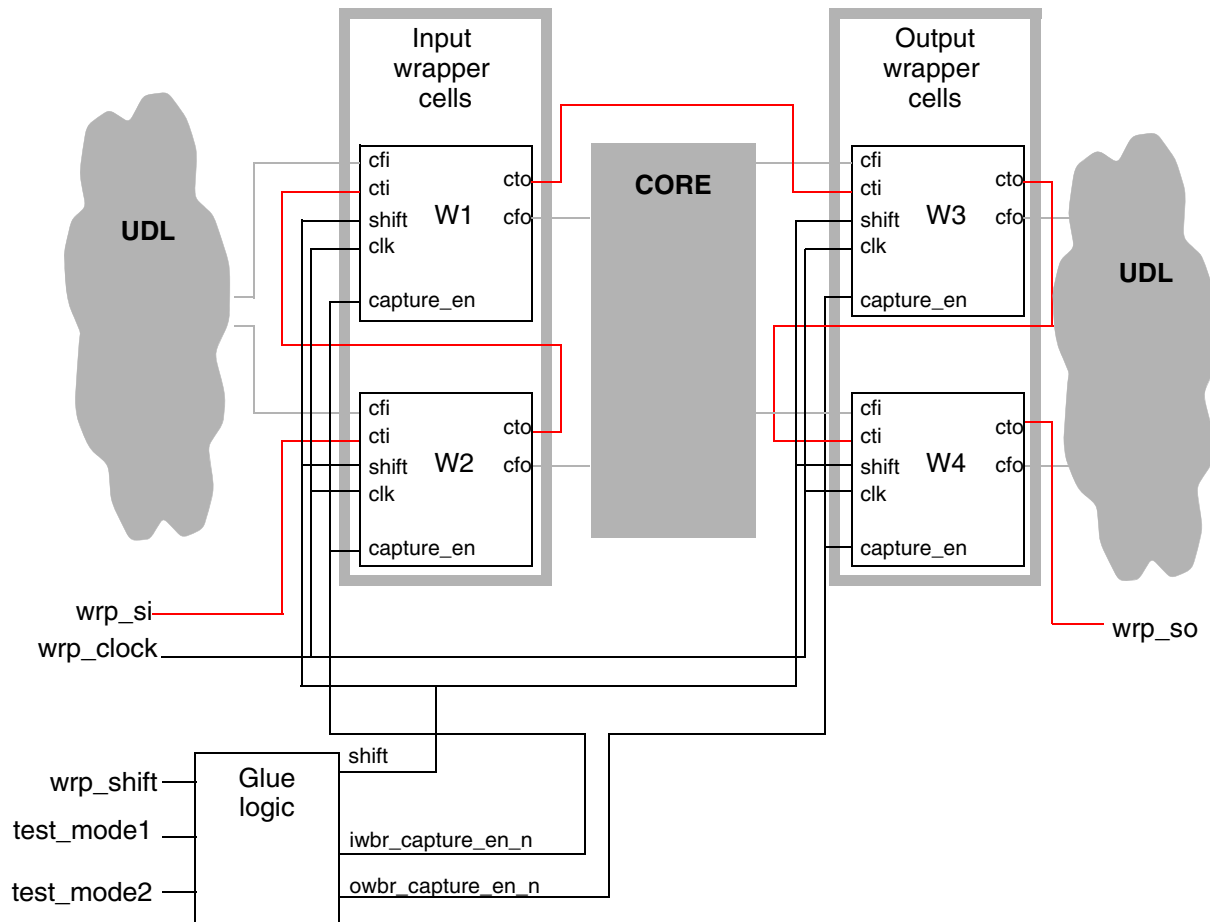 Input
wrapper
cells
Output
wrapper
cells
UDL
cfi
cti
shift
clk
capture_en
W1
cto
cfo
CORE
cfi
cti
shift
clk
capture_en
W3
cto
cfo
UDL
cfi
cti
shift
clk
capture_en
W2
cto
cfo
cfi
cti
shift
clk
capture_en
W4
cto
cfo
wrp_si
wrp_clock
wrp_so
wrp_shift
test_mode1
test_mode2
Glue
logic
shift
iwbr_capture_en_n
owbr_capture_en_n